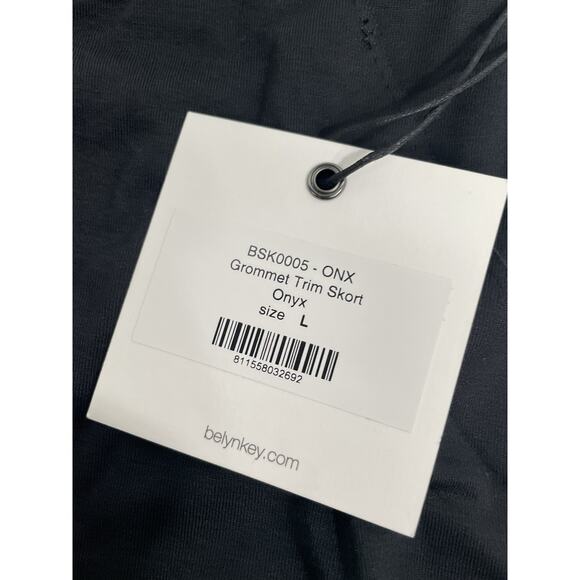 BSK0005 - ONX
Grommet Trim Skort
Onyx
size L
811558032692
belynkey.com